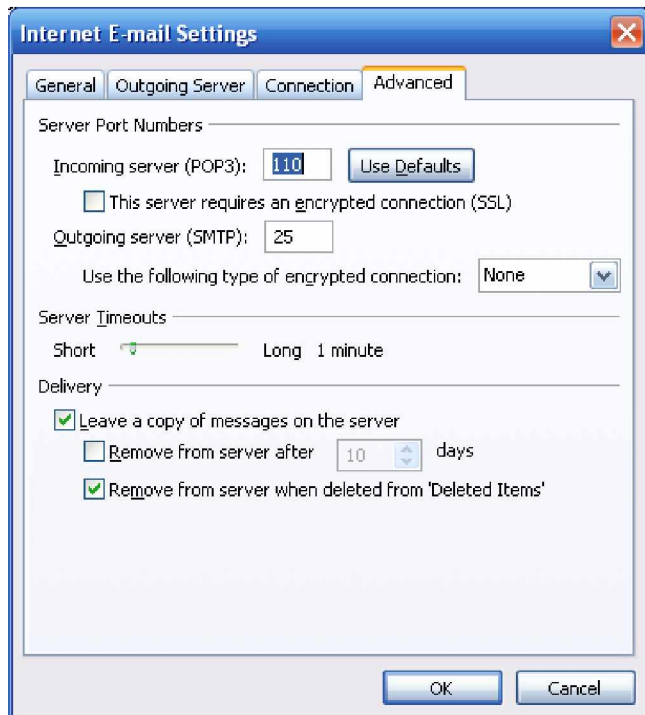 Internet E-mail Settings
General Outgoing Server Connection Advanced
Server Port Numbers
Incoming server (POP3): 110 Use Defaults
This server requires an encrypted connection (SSL)
Outgoing server (SMTP): 25
Use the following type of encrypted connection: None
Server Timeouts
Short Long 1 minute
Delivery
Leave a copy of messages on the server
Remove from server after 10 days
Remove from server when deleted from 'Deleted Items'
OK Cancel